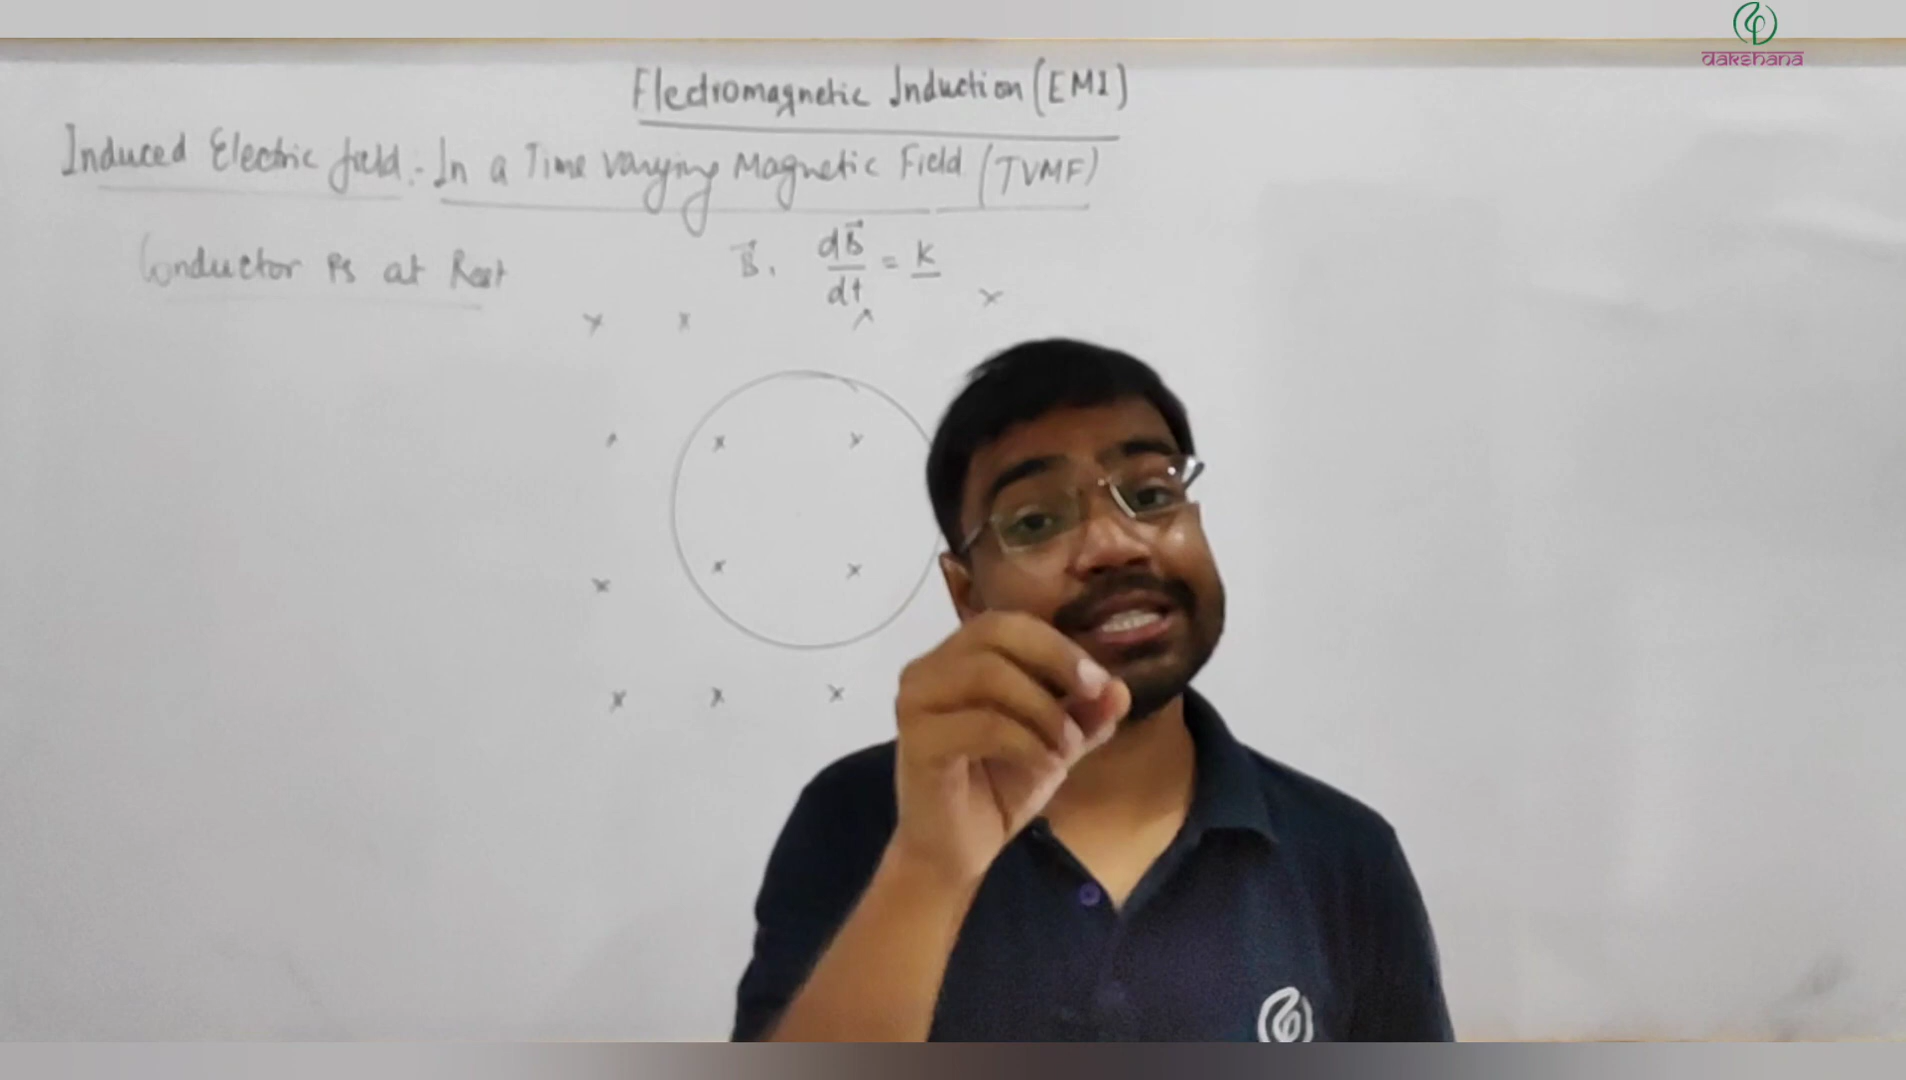 dakshana
Electromagnetic Induction (EMI)
Induced Electric field :- In a Time varying Magnetic Field (TVMF)
Conductor is at Rest
B⃗, dB⃗/dt = K
x x x x
x x x
x x x
x x x